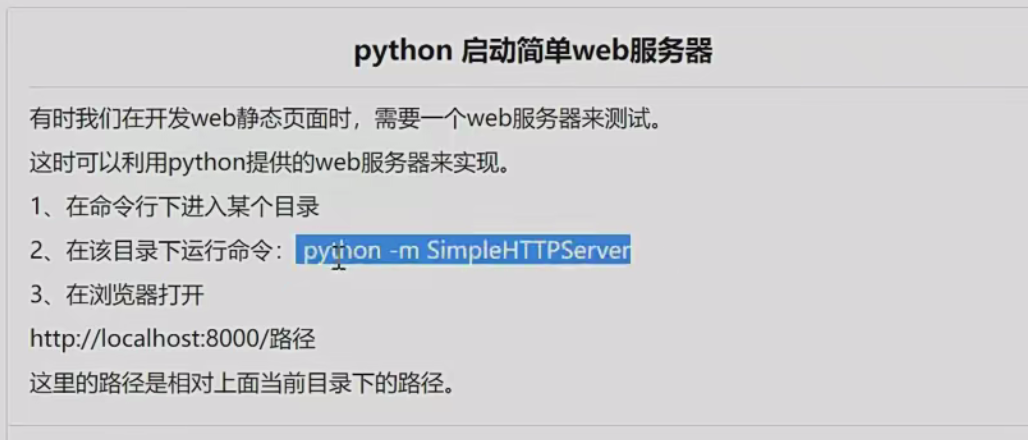 python 启动简单web服务器
有时我们在开发web静态页面时，需要一个web服务器来测试。
这时可以利用python提供的web服务器来实现。
1、在命令行下进入某个目录
2、在该目录下运行命令： python -m SimpleHTTPServer
3、在浏览器打开
http://localhost:8000/路径
这里的路径是相对上面当前目录下的路径。